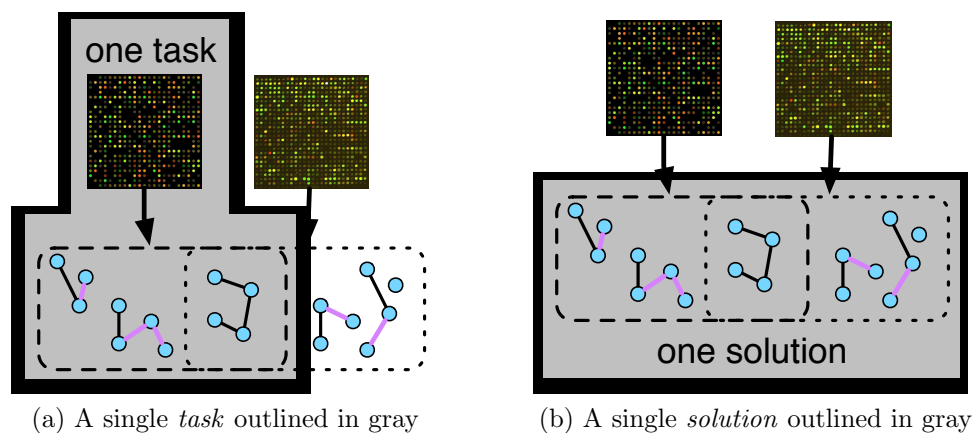 one task
one solution
(a) A single task outlined in gray
(b) A single solution outlined in gray